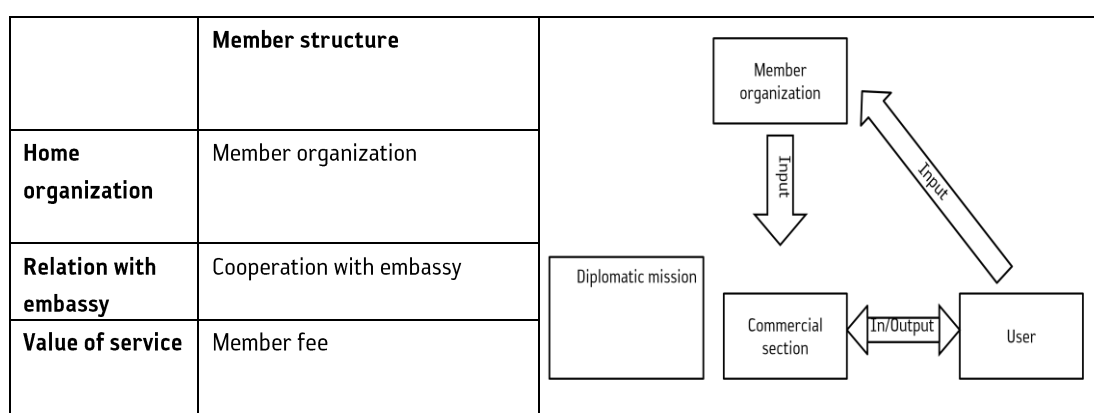 Member structure
Home
organization
Member organization
Relation with
embassy
Cooperation with embassy
Value of service
Member fee
Member
organization
Input
Input
Diplomatic mission
Commercial
section
In/Output
User